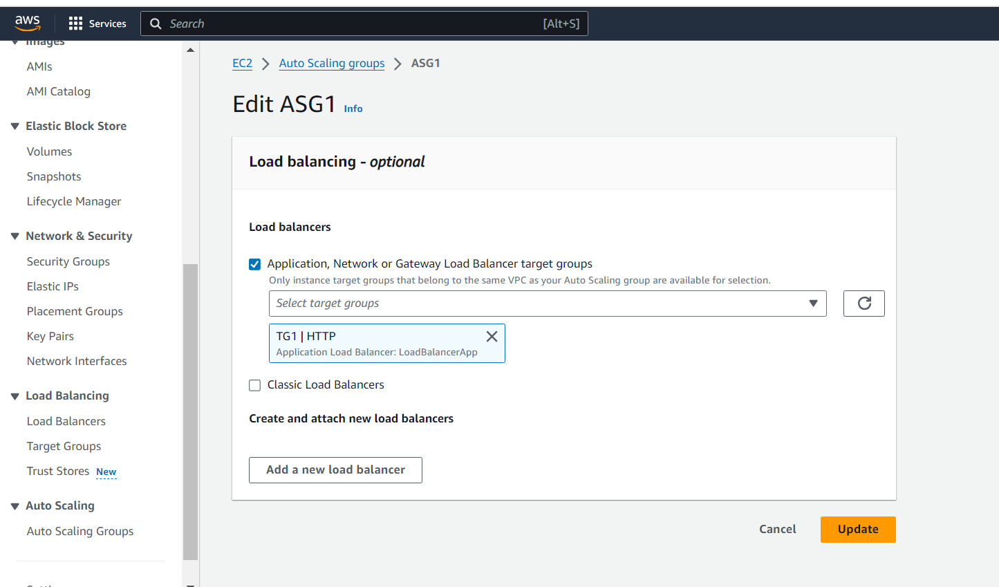 aws
Services
Search
[Alt+S]
Images
AMIs
AMI Catalog
Elastic Block Store
Volumes
Snapshots
Lifecycle Manager
Network & Security
Security Groups
Elastic IPs
Placement Groups
Key Pairs
Network Interfaces
Load Balancing
Load Balancers
Target Groups
Trust Stores New
Auto Scaling
Auto Scaling Groups
EC2 > Auto Scaling groups > ASG1
Edit ASG1 Info
Load balancing - optional
Load balancers
Application, Network or Gateway Load Balancer target groups
Only instance target groups that belong to the same VPC as your Auto Scaling group are available for selection.
Select target groups
TG1 | HTTP
Application Load Balancer: LoadBalancerApp
Classic Load Balancers
Create and attach new load balancers
Add a new load balancer
Cancel
Update